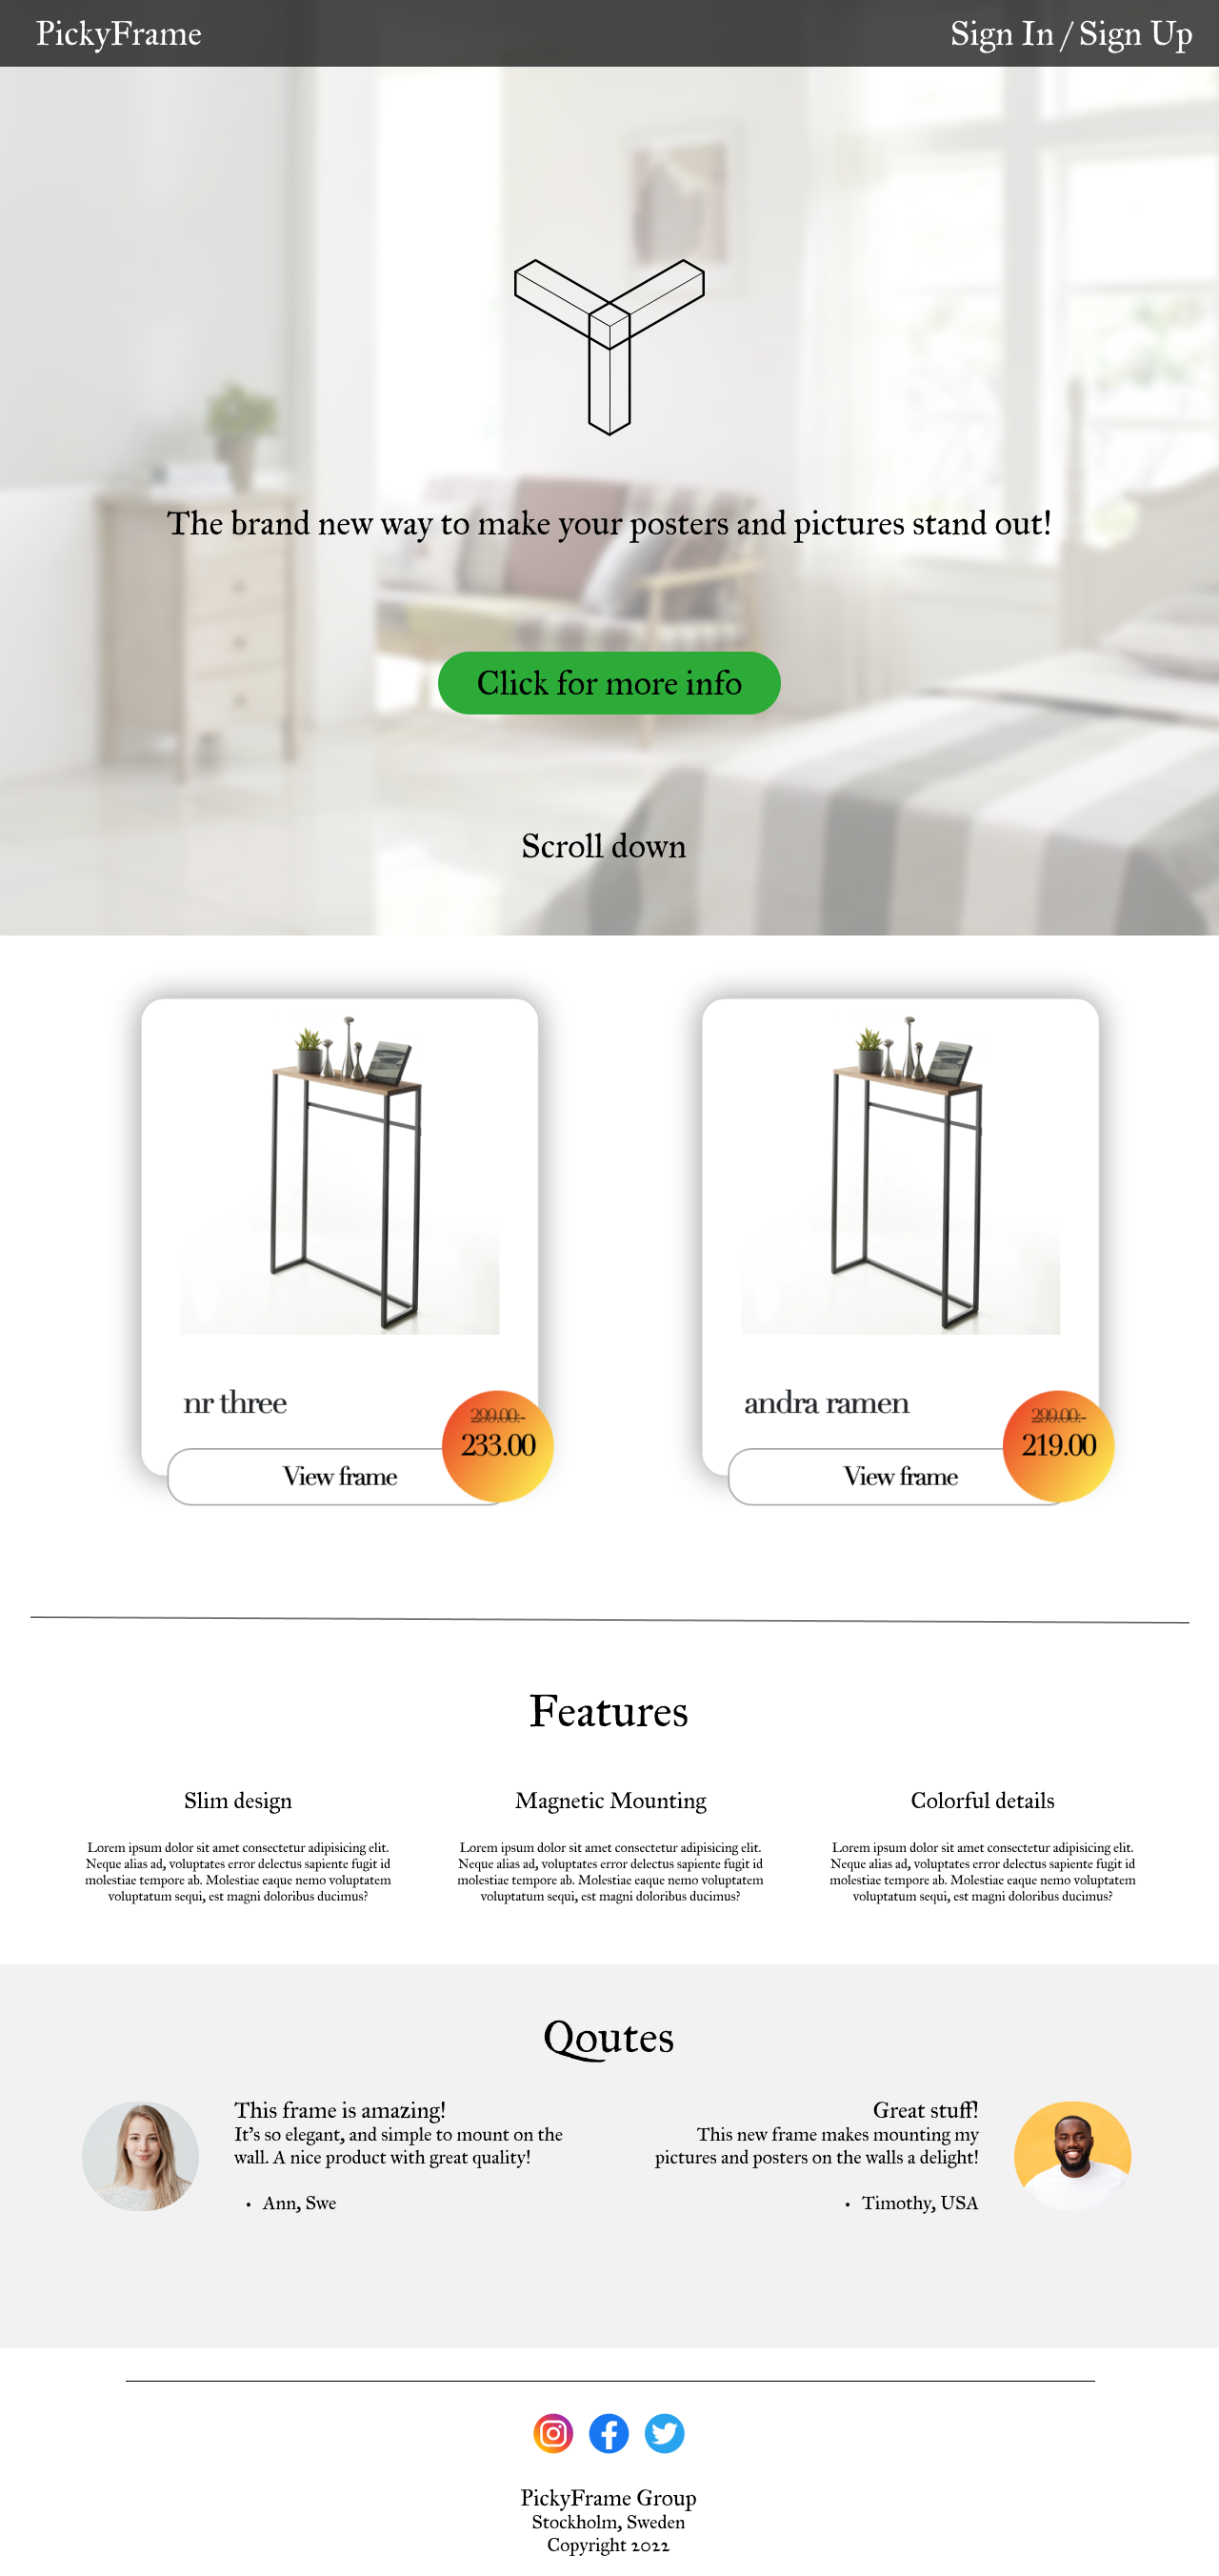 PickyFrame
Sign In / Sign Up
The brand new way to make your posters and pictures stand out!
Click for more info
Scroll down
nr three
299.00:-
233.00
View frame
andra ramen
299.00:-
219.00
View frame
Features
Slim design
Lorem ipsum dolor sit amet consectetur adipisicing elit.
Neque alias ad, voluptates error delectus sapiente fugit id
molestiae tempore ab. Molestiae eaque nemo voluptatem
voluptatum sequi, est magni doloribus ducimus?
Magnetic Mounting
Lorem ipsum dolor sit amet consectetur adipisicing elit.
Neque alias ad, voluptates error delectus sapiente fugit id
molestiae tempore ab. Molestiae eaque nemo voluptatem
voluptatum sequi, est magni doloribus ducimus?
Colorful details
Lorem ipsum dolor sit amet consectetur adipisicing elit.
Neque alias ad, voluptates error delectus sapiente fugit id
molestiae tempore ab. Molestiae eaque nemo voluptatem
voluptatum sequi, est magni doloribus ducimus?
Qoutes
This frame is amazing!
It's so elegant, and simple to mount on the
wall. A nice product with great quality!
• Ann, Swe
Great stuff!
This new frame makes mounting my
pictures and posters on the walls a delight!
• Timothy, USA
PickyFrame Group
Stockholm, Sweden
Copyright 2022